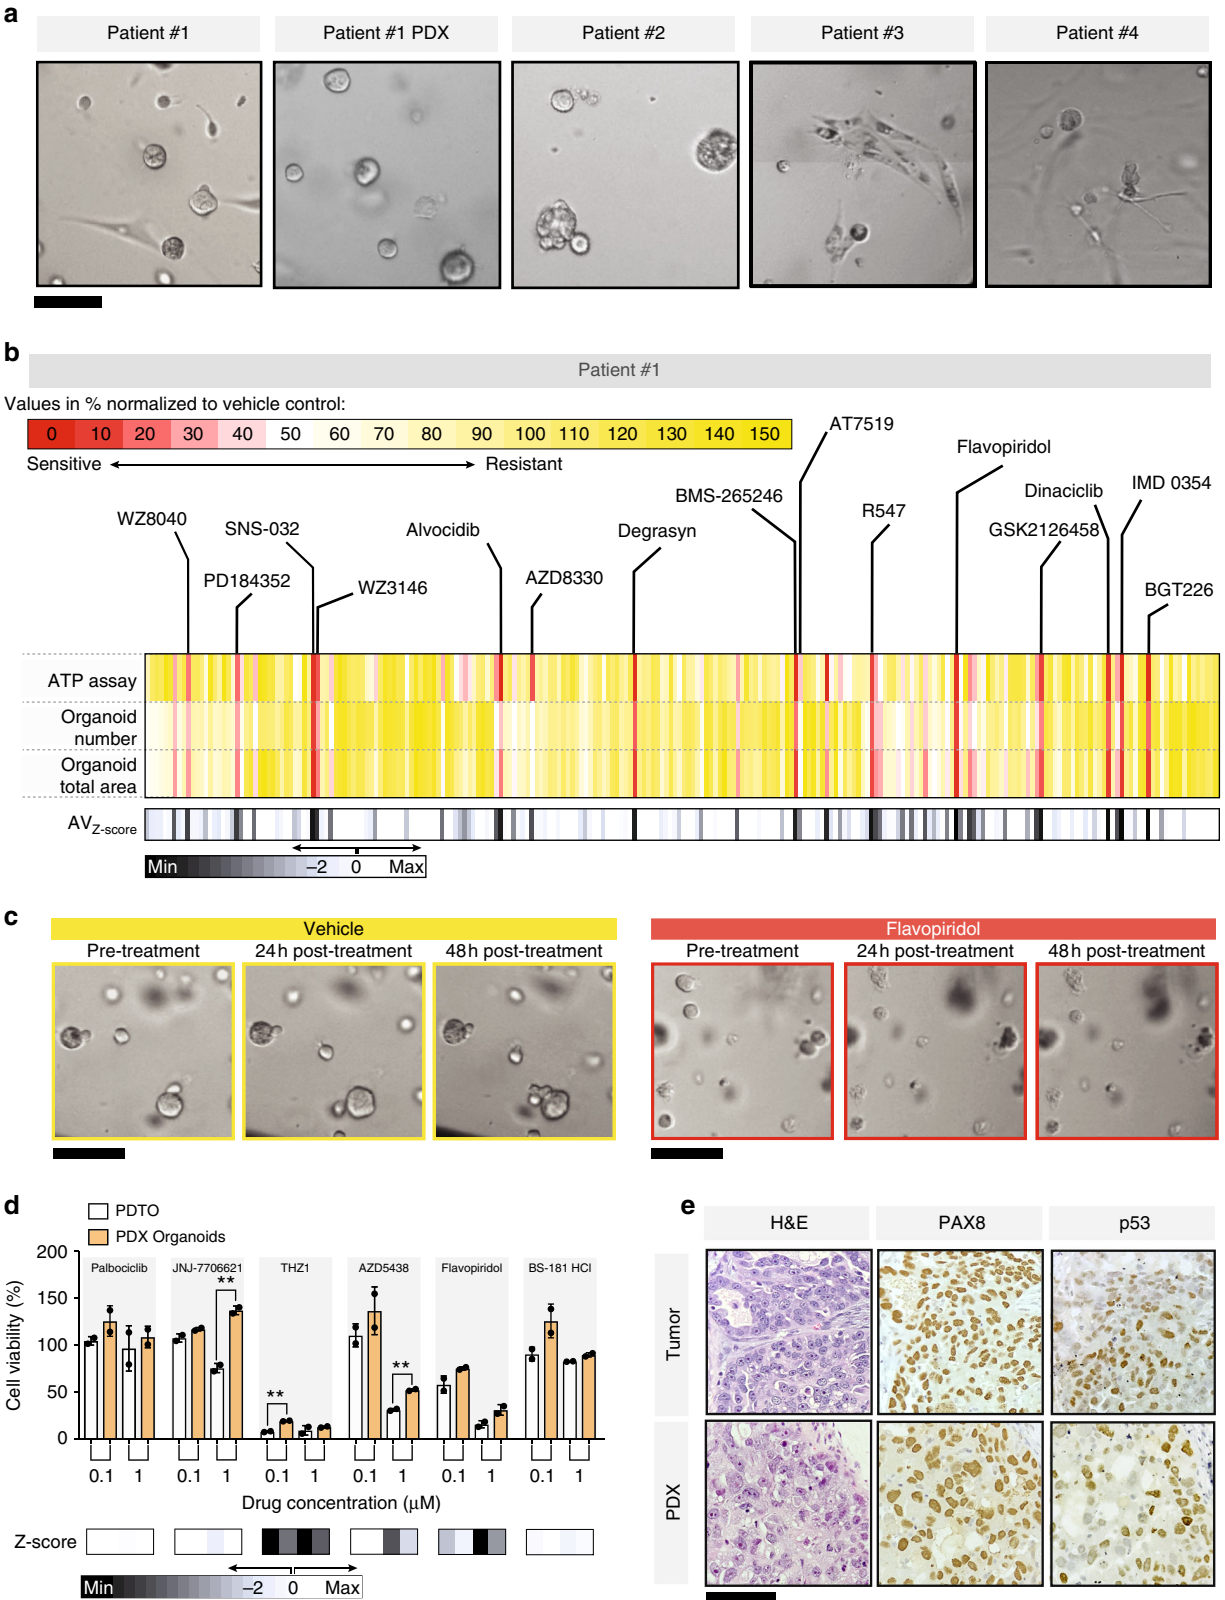 a
Patient #1
Patient #1 PDX
Patient #2
Patient #3
Patient #4
b
Patient #1
Values in % normalized to vehicle control:
0 10 20 30 40 50 60 70 80 90 100 110 120 130 140 150
Sensitive
Resistant
WZ8040
PD184352
SNS-032
WZ3146
Alvocidib
AZD8330
Degrasyn
BMS-265246
AT7519
R547
Flavopiridol
GSK2126458
Dinaciclib
IMD 0354
BGT226
ATP assay
Organoid
number
Organoid
total area
AVZ-score
Min –2 0 Max
c
Vehicle
Pre-treatment
24 h post-treatment
48 h post-treatment
Flavopiridol
Pre-treatment
24 h post-treatment
48 h post-treatment
d
PDTO
PDX Organoids
Cell viability (%)
200
150
100
50
0
Palbociclib
JNJ-7706621
THZ1
AZD5438
Flavopiridol
BS-181 HCl
**
**
**
0.1 1 0.1 1 0.1 1 0.1 1 0.1 1 0.1 1
Drug concentration (μM)
Z-score
Min –2 0 Max
e
H&E
PAX8
p53
Tumor
PDX